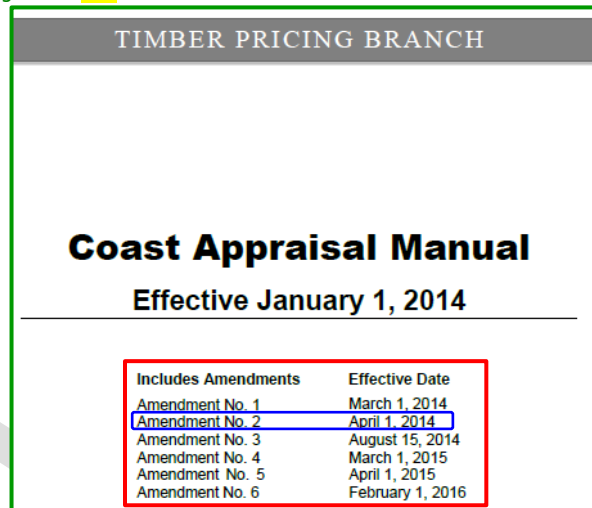 TIMBER PRICING BRANCH
Coast Appraisal Manual
Effective January 1, 2014
Includes Amendments Effective Date
Amendment No. 1 March 1, 2014
Amendment No. 2 April 1, 2014
Amendment No. 3 August 15, 2014
Amendment No. 4 March 1, 2015
Amendment No. 5 April 1, 2015
Amendment No. 6 February 1, 2016